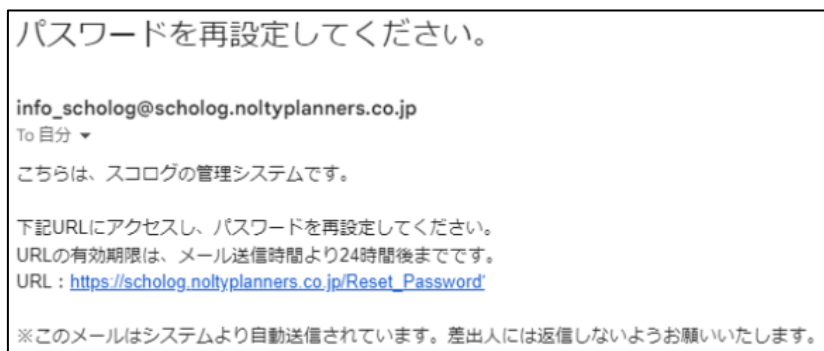 パスワードを再設定してください。
info_scholog@scholog.noltyplanners.co.jp
To 自分 ▼
こちらは、スコログの管理システムです。
下記URLにアクセスし、パスワードを再設定してください。
URLの有効期限は、メール送信時間より24時間後までです。
URL：https://scholog.noltyplanners.co.jp/Reset_Password'
※このメールはシステムより自動送信されています。差出人には返信しないようお願いいたします。